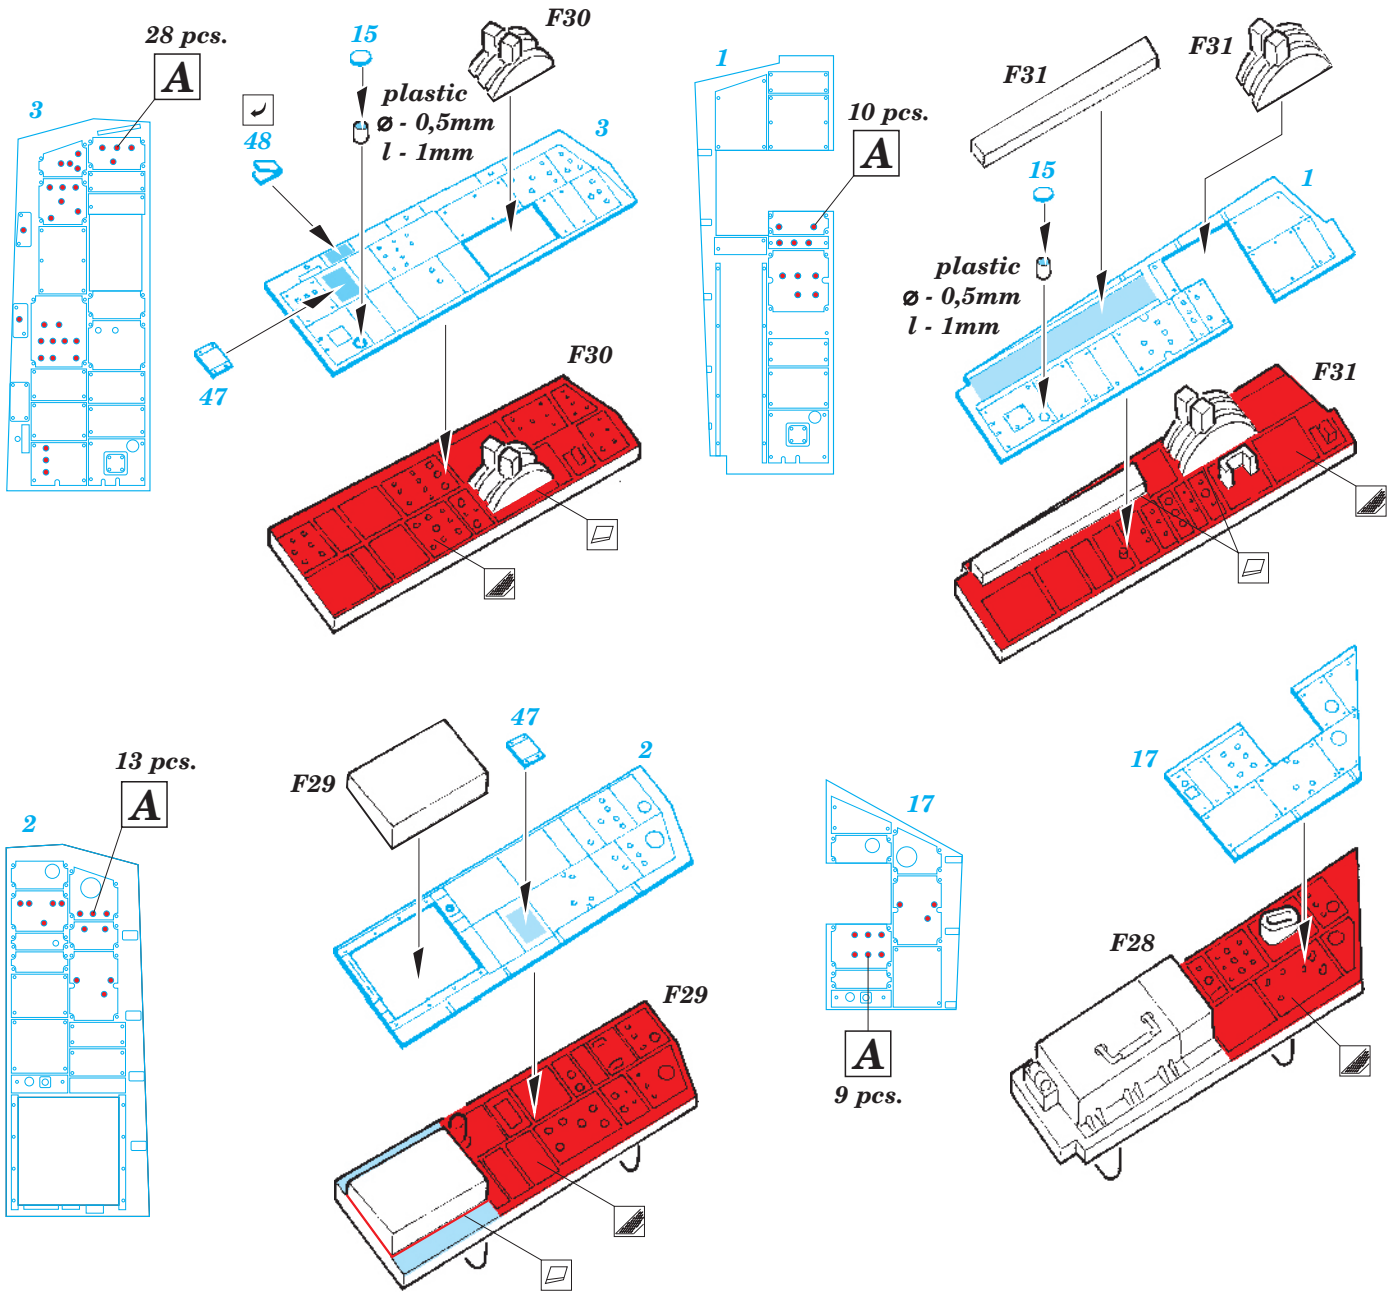 28 pcs.
A
3
15
F30
48
plastic
ø - 0,5mm
l - 1mm
3
47
F30
1
10 pcs.
A
F31
F31
15
1
plastic
ø - 0,5mm
l - 1mm
F31
13 pcs.
A
2
F29
47
2
F29
17
A
9 pcs.
17
F28